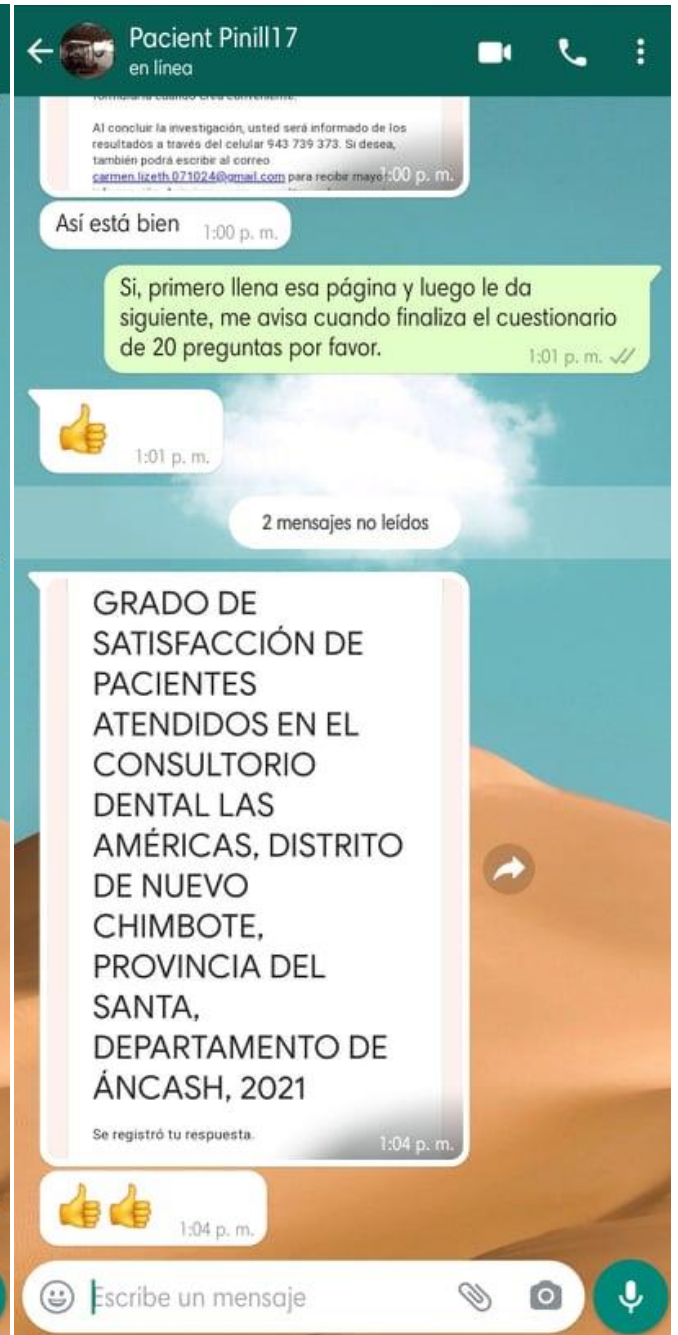 Pacient Pinill17
en línea
formulario cuando crea conveniente.
Al concluir la investigación, usted será informado de los
resultados a través del celular 943 739 373. Si desea,
también podrá escribir al correo
carmen.lizeth.071024@gmail.com para recibir mayo
1:00 p. m.
Así está bien 1:00 p. m.
Si, primero llena esa página y luego le da
siguiente, me avisa cuando finaliza el cuestionario
de 20 preguntas por favor.
1:01 p. m.
1:01 p. m.
2 mensajes no leídos
GRADO DE
SATISFACCIÓN DE
PACIENTES
ATENDIDOS EN EL
CONSULTORIO
DENTAL LAS
AMÉRICAS, DISTRITO
DE NUEVO
CHIMBOTE,
PROVINCIA DEL
SANTA,
DEPARTAMENTO DE
ÁNCASH, 2021
Se registró tu respuesta.
1:04 p. m.
1:04 p. m.
Escribe un mensaje